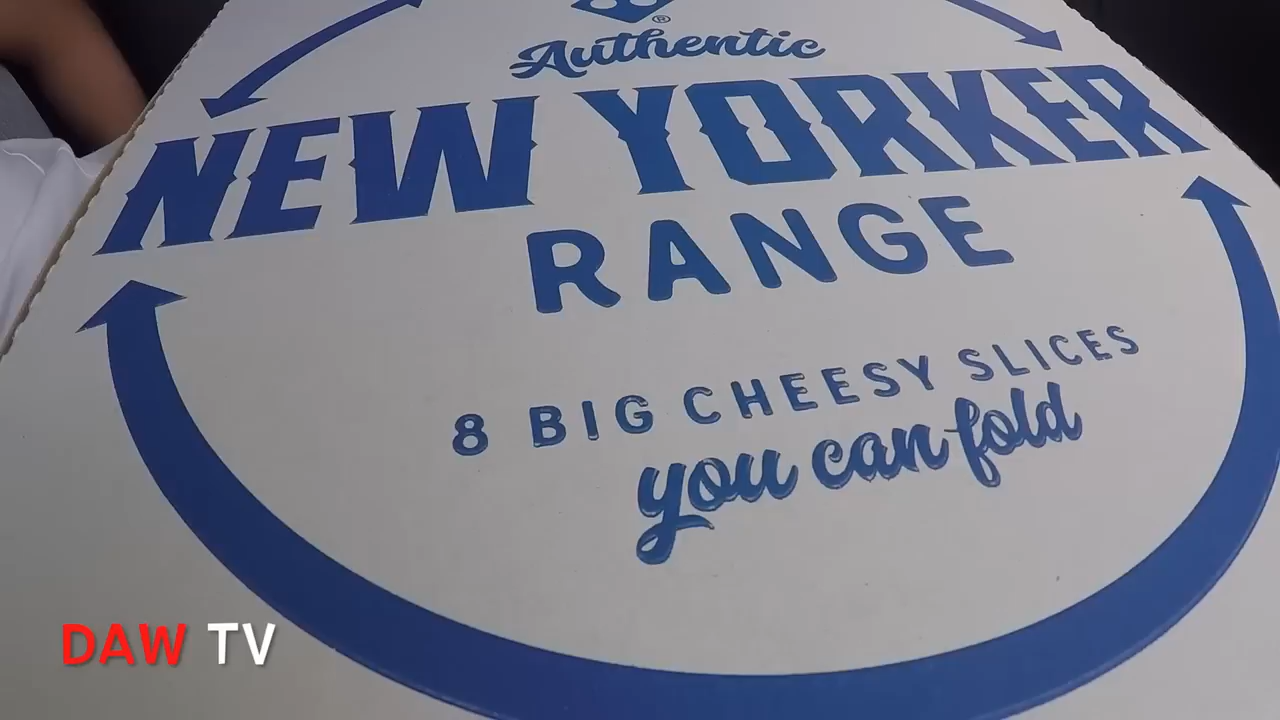 ®
Authentic
NEW YORKER
RANGE
8 BIG CHEESY SLICES
you can fold
DAW TV